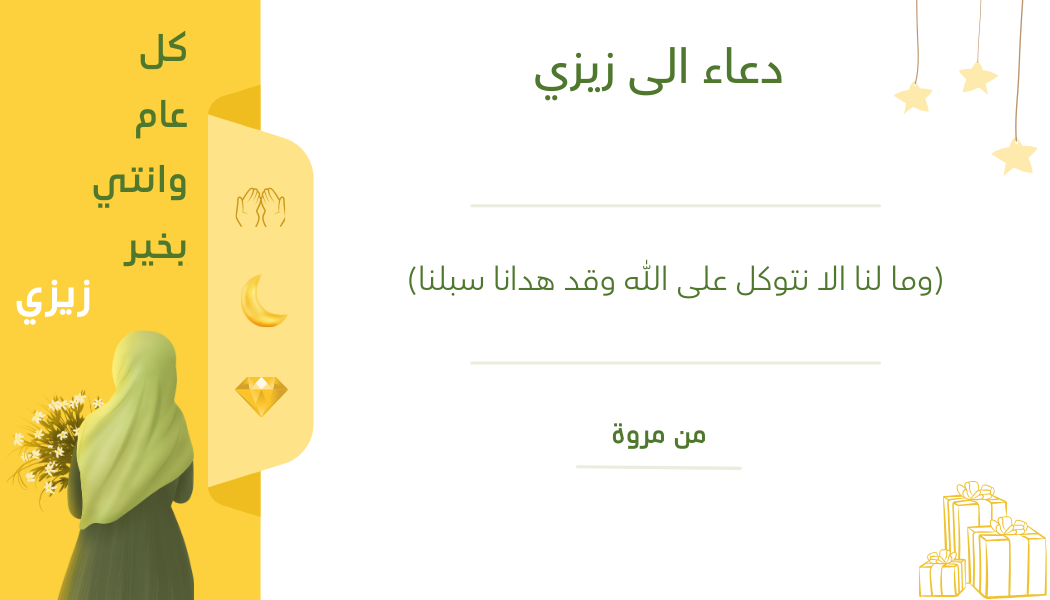 كل
عام
وانتي
بخير
زيزي
دعاء الى زيزي
(وما لنا الا نتوكل على الله وقد هدانا سبلنا)
من مروة